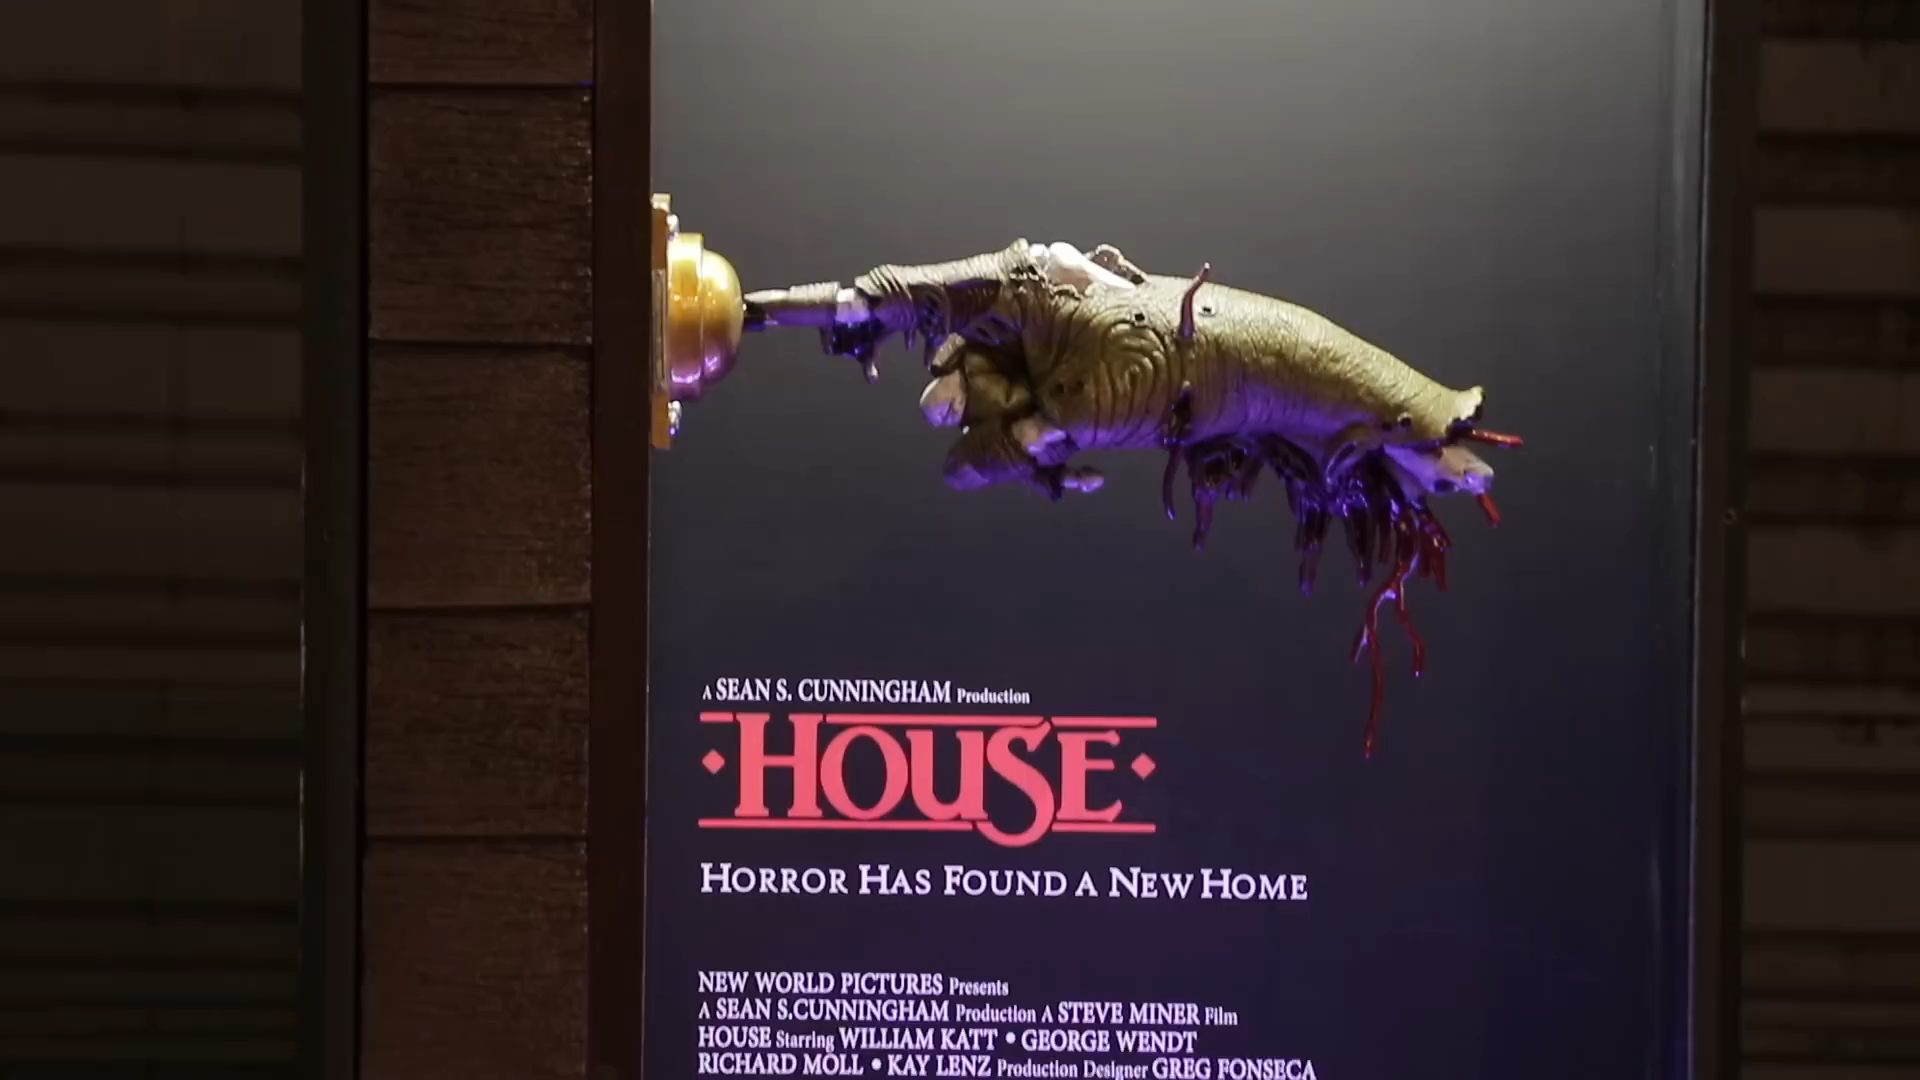 A SEAN S. CUNNINGHAM Production
HOUSE
HORROR HAS FOUND A NEW HOME
NEW WORLD PICTURES Presents
A SEAN S.CUNNINGHAM Production A STEVE MINER Film
HOUSE Starring WILLIAM KATT • GEORGE WENDT
RICHARD MOLL • KAY LENZ Production Designer GREG FONSECA